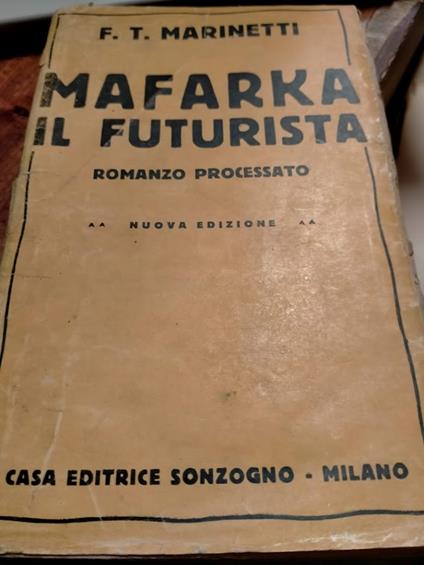 F. T. MARINETTI
MAFARKA
IL FUTURISTA
ROMANZO PROCESSATO
^^ NUOVA EDIZIONE ^^
CASA EDITRICE SONZOGNO - MILANO